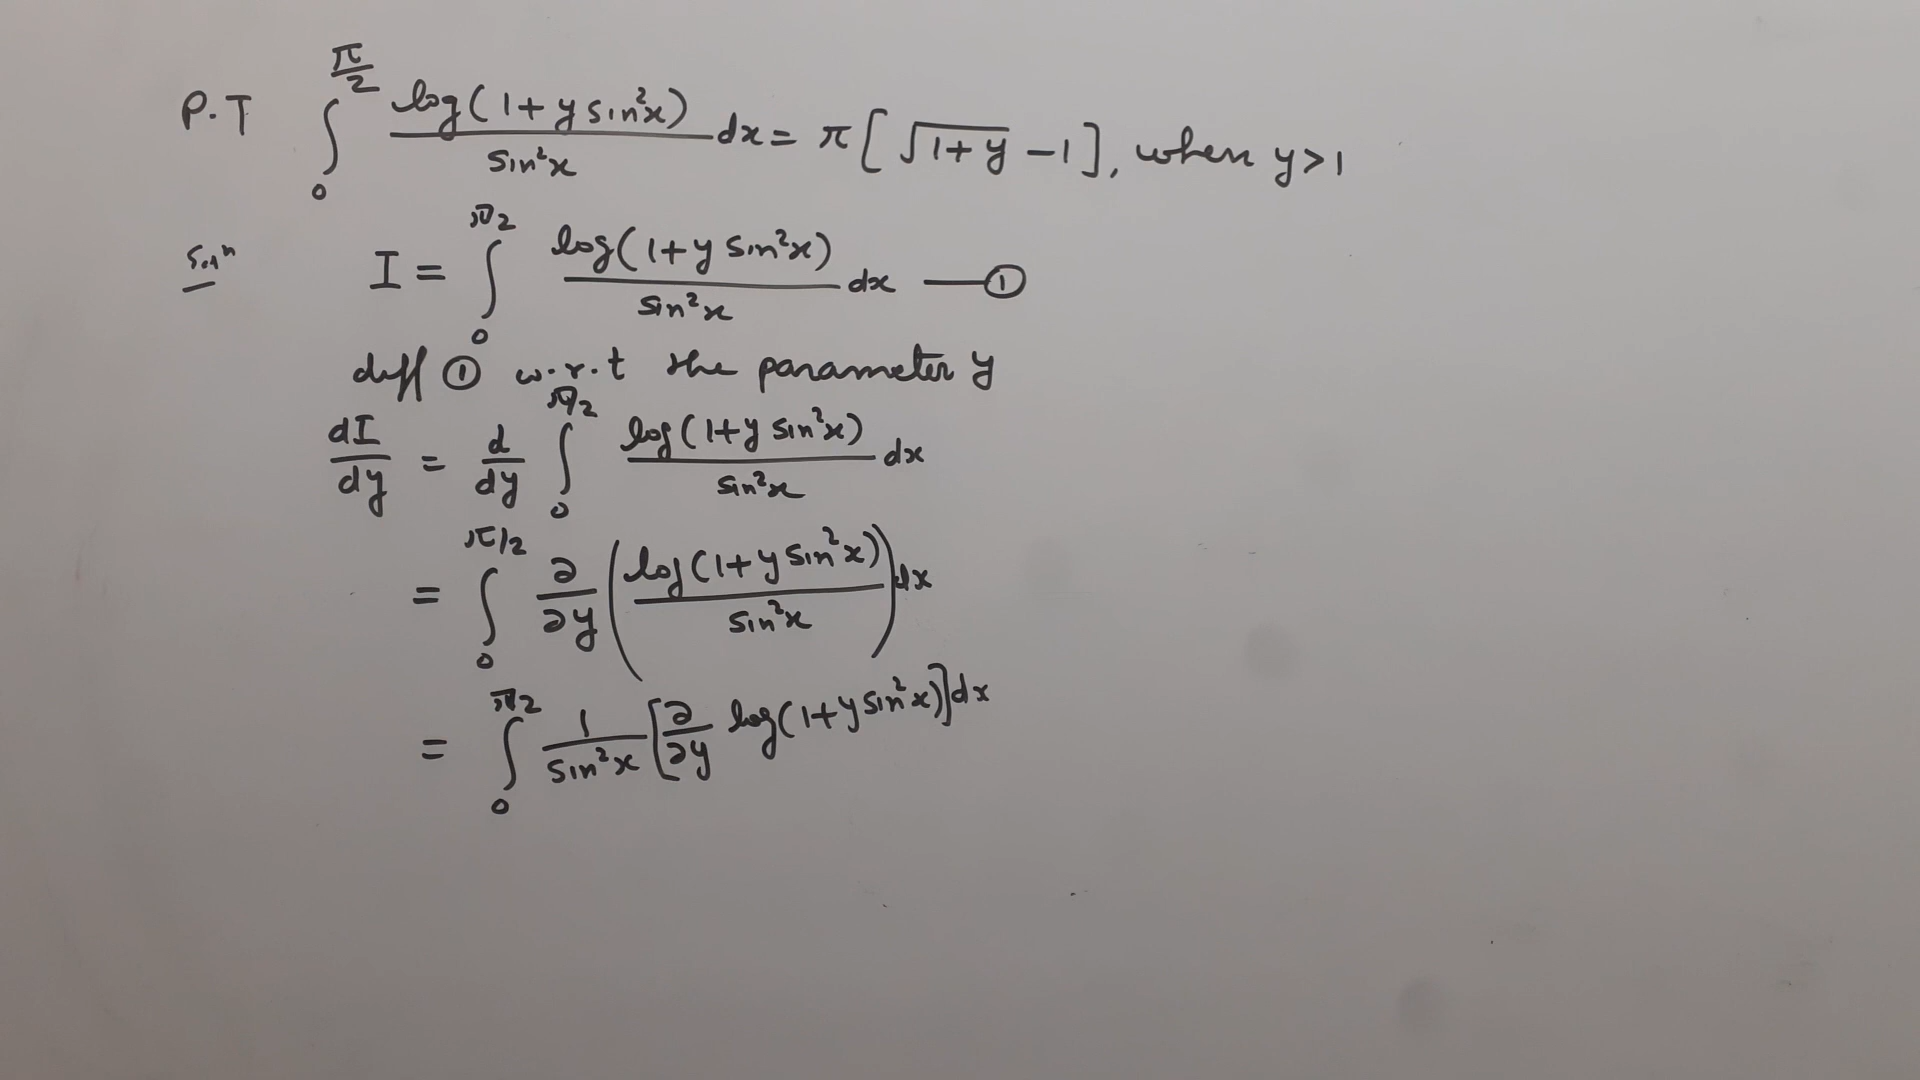 P.T ∫₀^{π/2} log(1+y sin²x)/sin²x dx = π[√(1+y) −1], when y>1
Solⁿ I = ∫₀^{π/2} log(1+y sin²x)/sin²x dx —①
diff ① w.r.t the parameter y
dI/dy = d/dy ∫₀^{π/2} log(1+y sin²x)/sin²x dx
= ∫₀^{π/2} ∂/∂y (log(1+y sin²x)/sin²x) dx
= ∫₀^{π/2} 1/sin²x [∂/∂y log(1+y sin²x)] dx